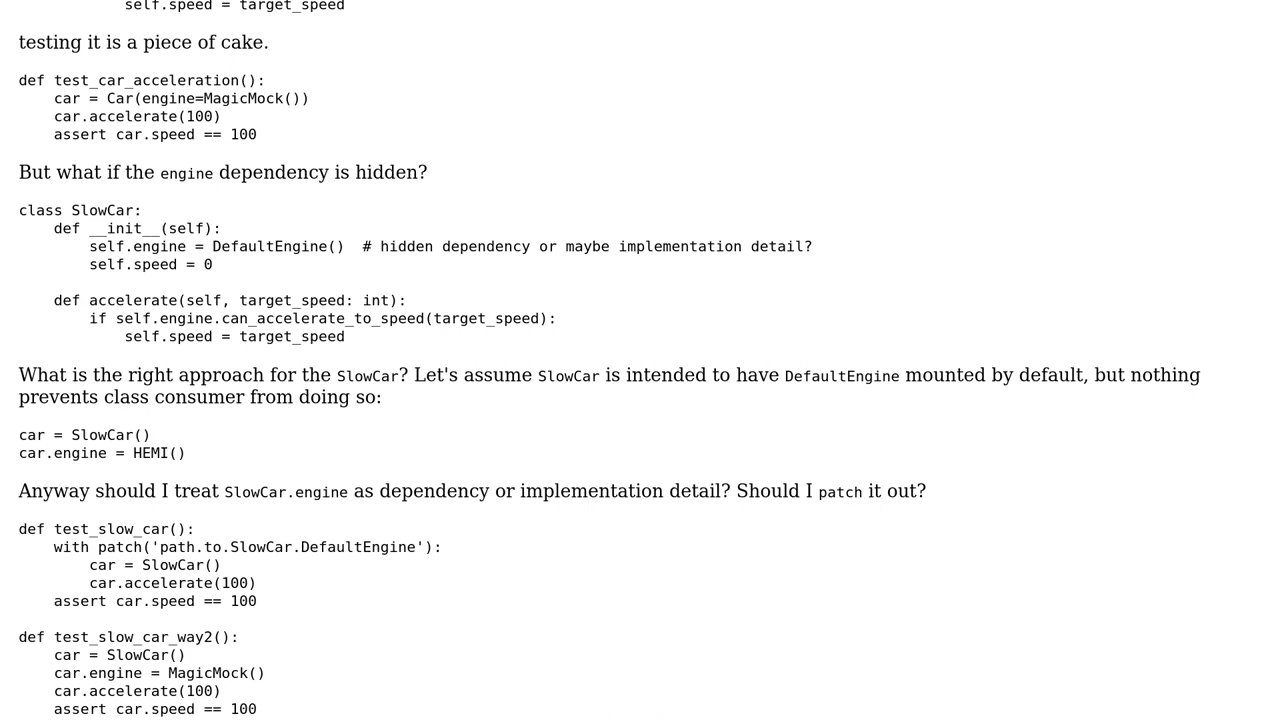 self.speed = target_speed
testing it is a piece of cake.
def test_car_acceleration():
    car = Car(engine=MagicMock())
    car.accelerate(100)
    assert car.speed == 100
But what if the engine dependency is hidden?
class SlowCar:
    def __init__(self):
        self.engine = DefaultEngine()  # hidden dependency or maybe implementation detail?
        self.speed = 0

    def accelerate(self, target_speed: int):
        if self.engine.can_accelerate_to_speed(target_speed):
            self.speed = target_speed
What is the right approach for the SlowCar? Let's assume SlowCar is intended to have DefaultEngine mounted by default, but nothing
prevents class consumer from doing so:
car = SlowCar()
car.engine = HEMI()
Anyway should I treat SlowCar.engine as dependency or implementation detail? Should I patch it out?
def test_slow_car():
    with patch('path.to.SlowCar.DefaultEngine'):
        car = SlowCar()
        car.accelerate(100)
    assert car.speed == 100

def test_slow_car_way2():
    car = SlowCar()
    car.engine = MagicMock()
    car.accelerate(100)
    assert car.speed == 100